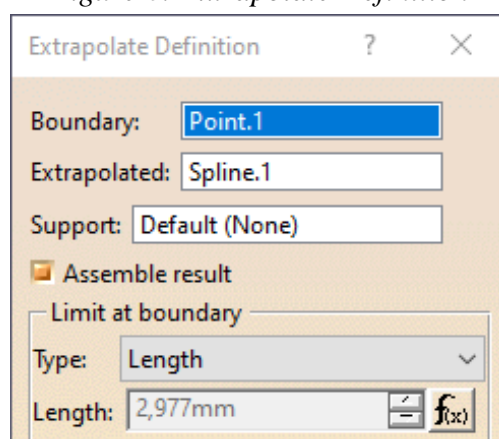 Extrapolate Definition ? ×
Boundary: Point.1
Extrapolated: Spline.1
Support: Default (None)
Assemble result
Limit at boundary
Type: Length
Length: 2,977mm f(x)